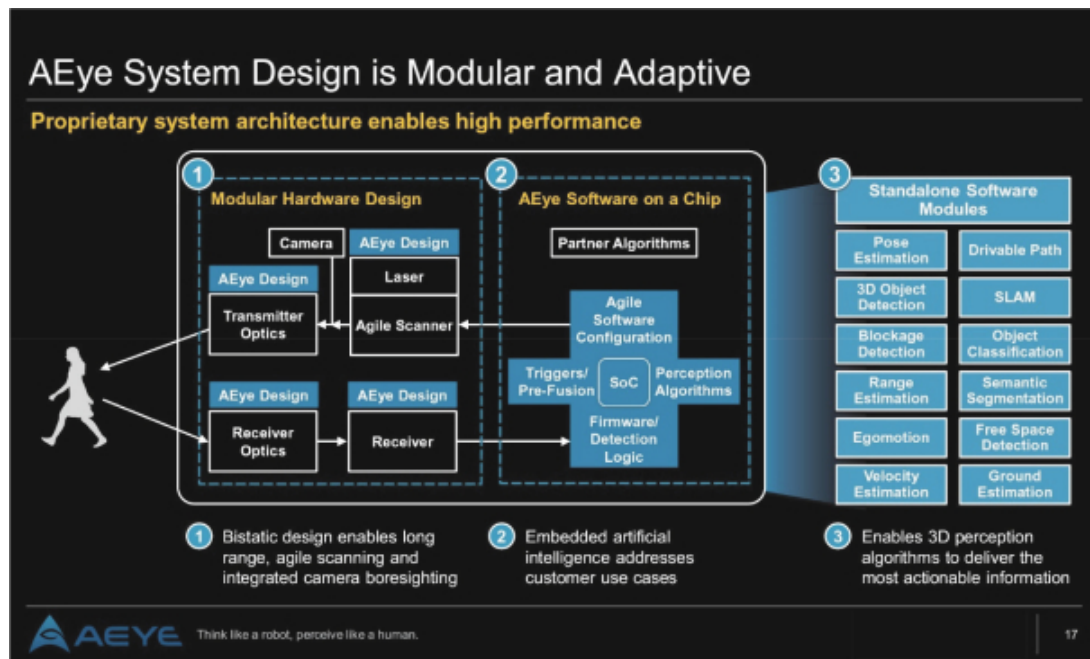 AEye System Design is Modular and Adaptive
Proprietary system architecture enables high performance
1
Modular Hardware Design
Camera
AEye Design
Laser
AEye Design
Transmitter
Optics
Agile Scanner
AEye Design
Receiver
Optics
AEye Design
Receiver
2
AEye Software on a Chip
Partner Algorithms
Agile
Software
Configuration
Triggers/
Pre-Fusion
SoC
Perception
Algorithms
Firmware/
Detection
Logic
3
Standalone Software
Modules
Pose
Estimation
Drivable Path
3D Object
Detection
SLAM
Blockage
Detection
Object
Classification
Range
Estimation
Semantic
Segmentation
Egomotion
Free Space
Detection
Velocity
Estimation
Ground
Estimation
1 Bistatic design enables long
range, agile scanning and
integrated camera boresighting
2 Embedded artificial
intelligence addresses
customer use cases
3 Enables 3D perception
algorithms to deliver the
most actionable information
AEYE
Think like a robot, perceive like a human.
17